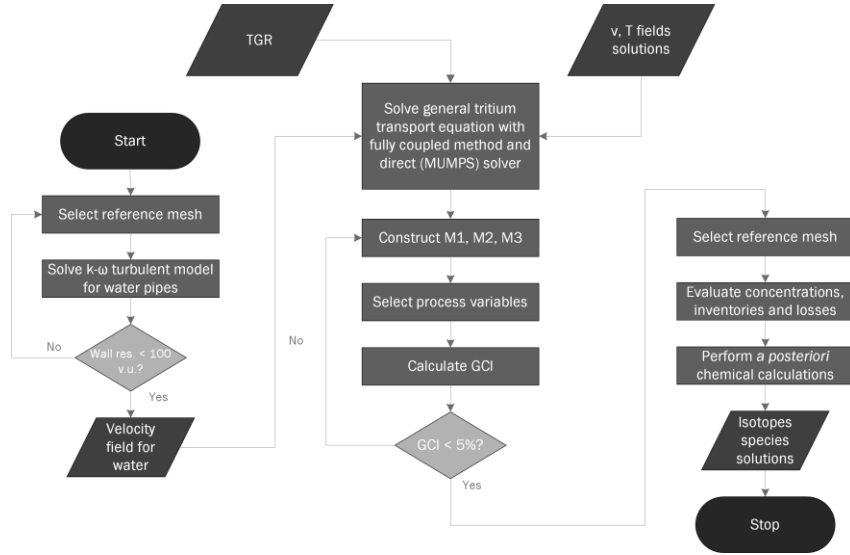 TGR
v, T fields
solutions
Start
Select reference mesh
Solve k-ω turbulent model
for water pipes
No
Wall res. < 100
v.u.?
Yes
Velocity
field for
water
Solve general tritium
transport equation with
fully coupled method and
direct (MUMPS) solver
Construct M1, M2, M3
Select process variables
No
Calculate GCI
GCI < 5%?
Yes
Select reference mesh
Evaluate concentrations,
inventories and losses
Perform a posteriori
chemical calculations
Isotopes
species
solutions
Stop